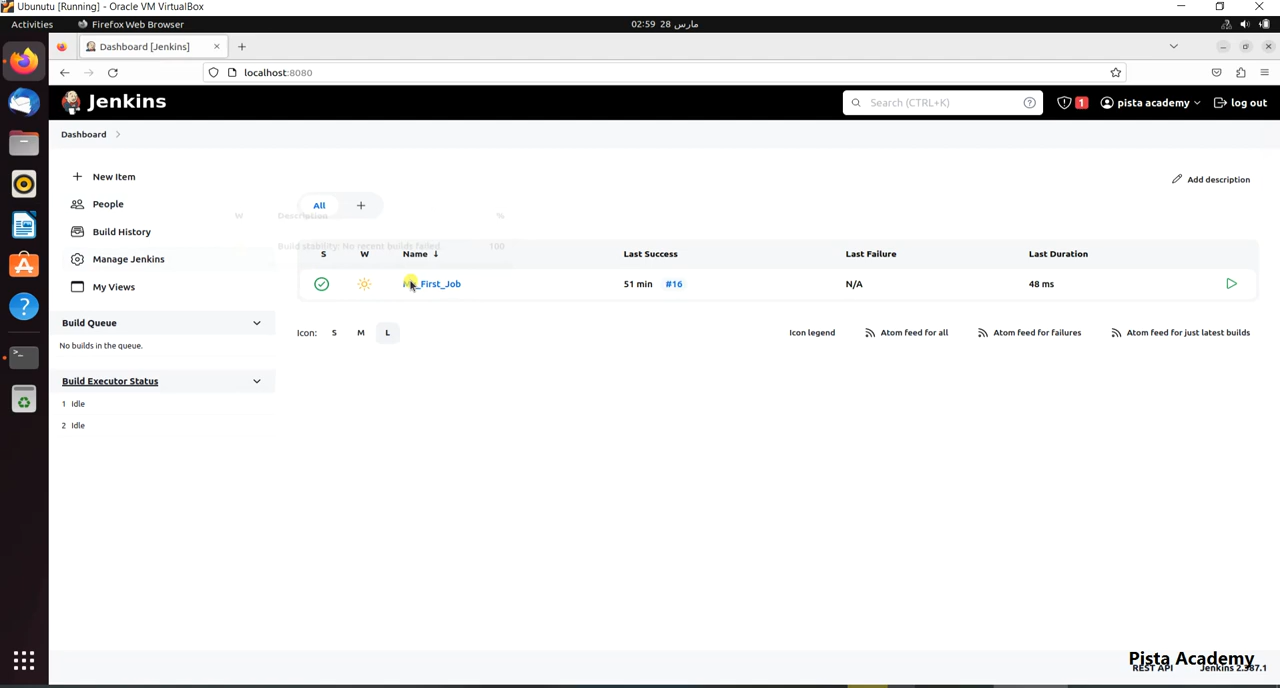 Ubunutu [Running] - Oracle VM VirtualBox
Activities Firefox Web Browser 02:59 28 مارس
Dashboard [Jenkins]
localhost:8080
Jenkins Search (CTRL+K) 1 pista academy log out
Dashboard
New Item
Add description
People
All +
W Description %
Build History
Build stability: No recent builds failed. 100
S W Name ↓ Last Success Last Failure Last Duration
Manage Jenkins
_First_Job 51 min #16 N/A 48 ms
My Views
Build Queue
No builds in the queue.
Icon: S M L Icon legend Atom feed for all Atom feed for failures Atom feed for just latest builds
Build Executor Status
1 Idle
2 Idle
Pista Academy
REST API Jenkins 2.387.1